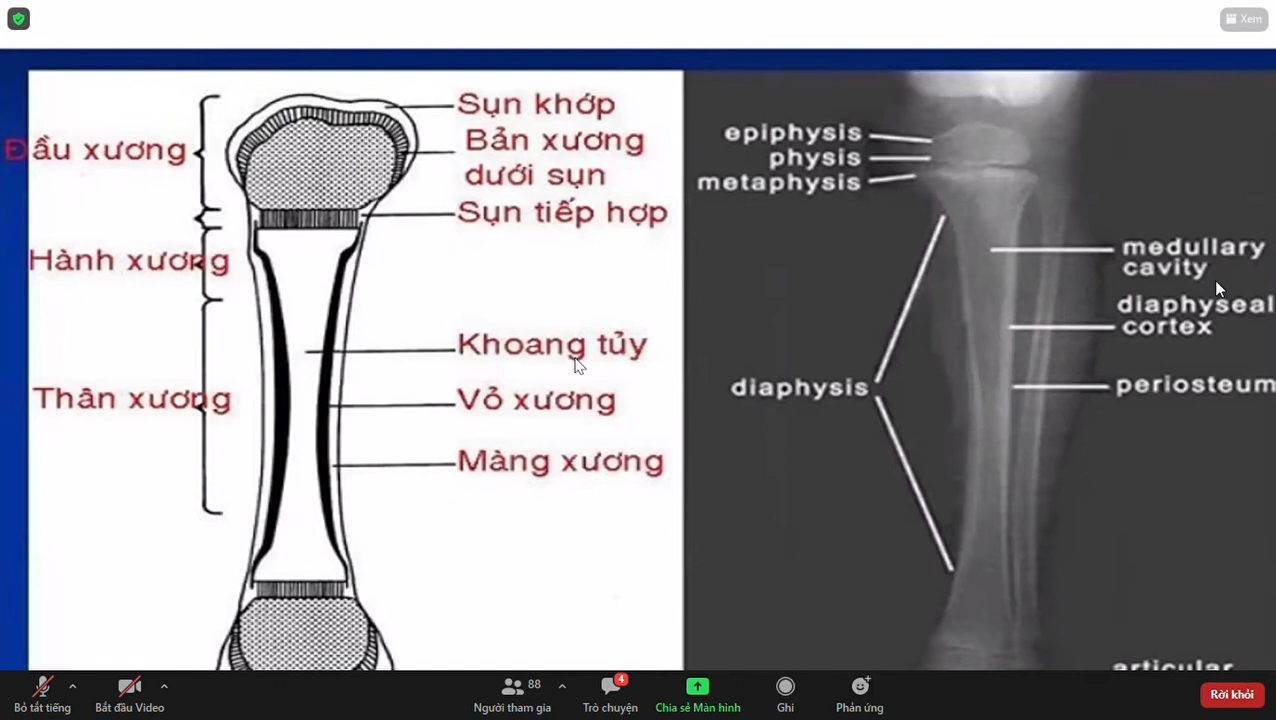 Xem
Đầu xương
Hành xương
Thân xương
Sụn khớp
Bản xương
dưới sụn
Sụn tiếp hợp
Khoang tủy
Vỏ xương
Màng xương
epiphysis
physis
metaphysis
diaphysis
medullary
cavity
diaphyseal
cortex
periosteum
articular
Bỏ tắt tiếng
Bắt đầu Video
88
Người tham gia
4
Trò chuyện
Chia sẻ Màn hình
Ghi
Phản ứng
Rời khỏi